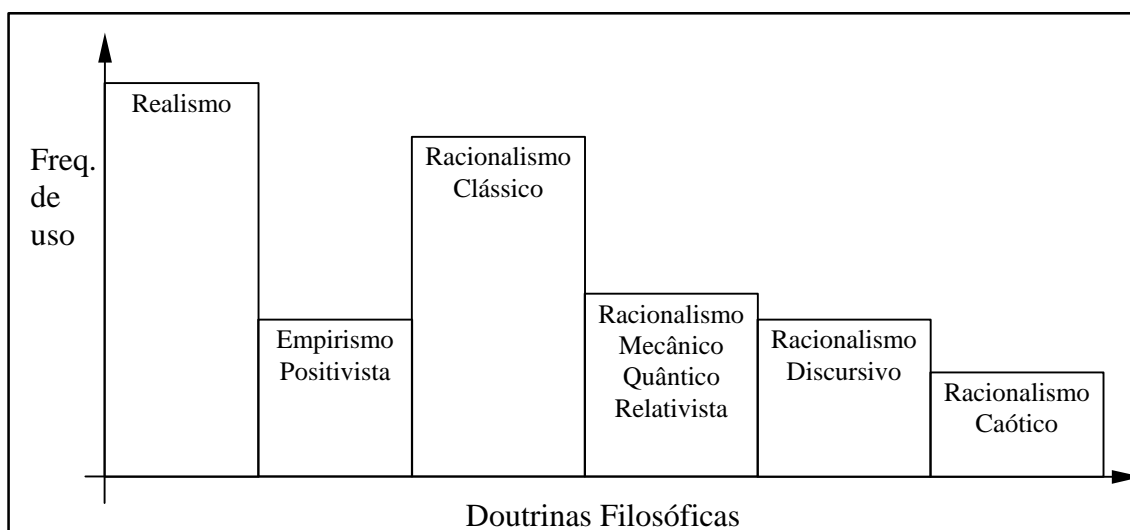 Freq.
de
uso
Realismo
Empirismo
Positivista
Racionalismo
Clássico
Racionalismo
Mecânico
Quântico
Relativista
Racionalismo
Discursivo
Racionalismo
Caótico
Doutrinas Filosóficas